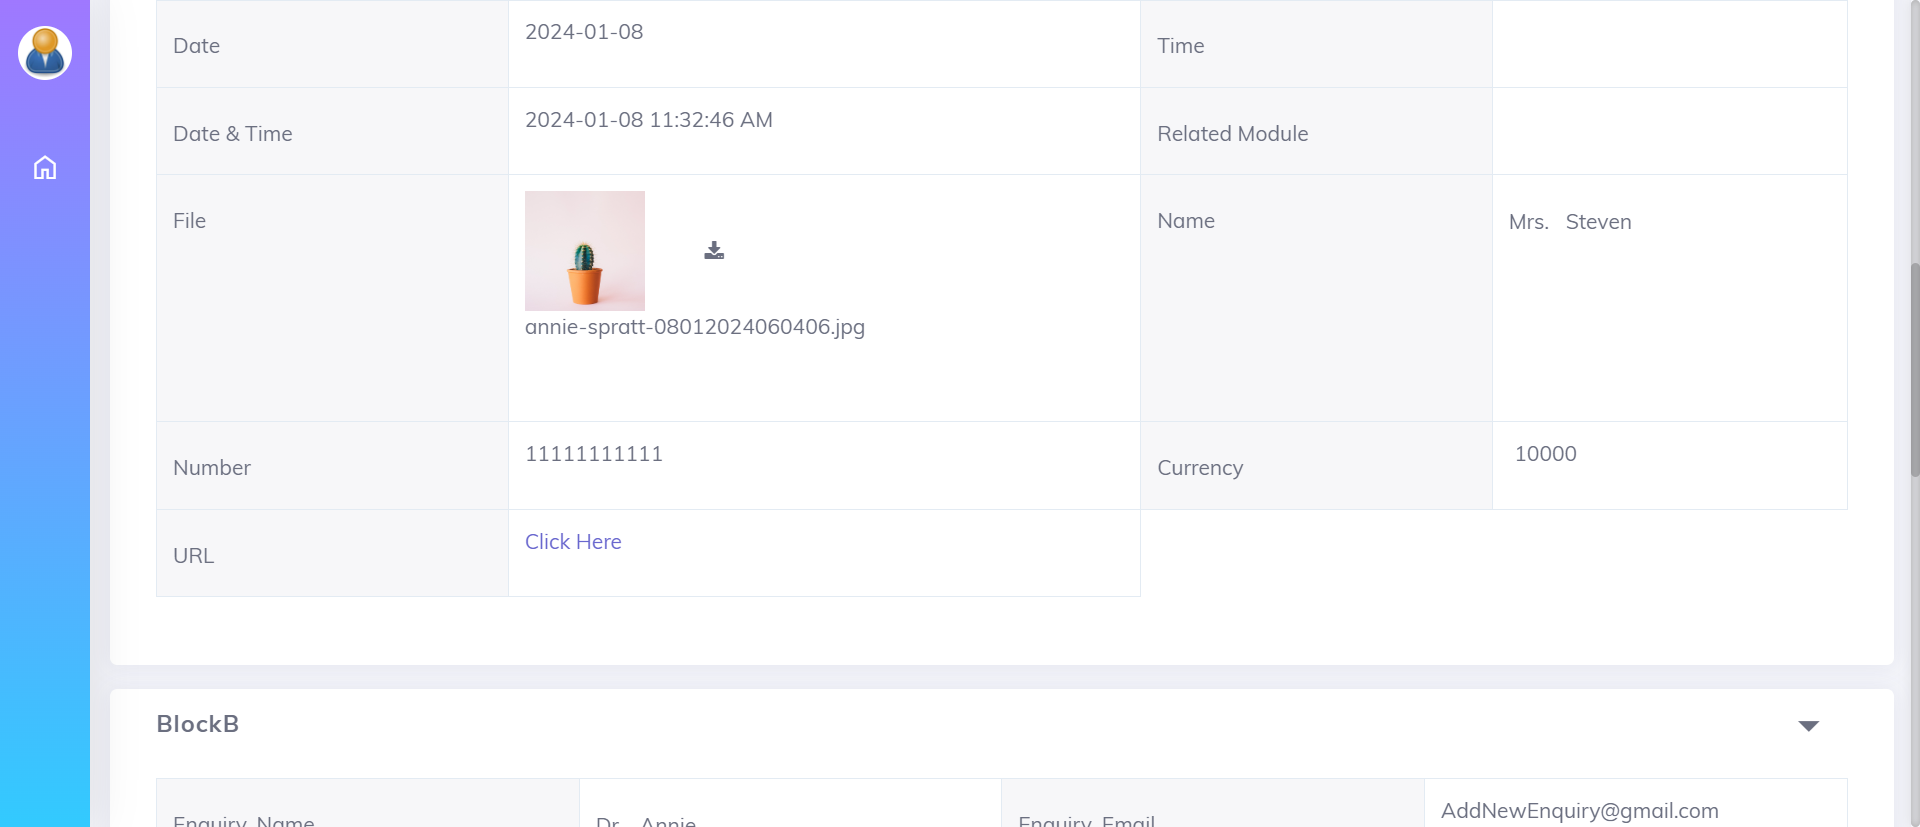 Date
2024-01-08
Time
Date & Time
2024-01-08 11:32:46 AM
Related Module
File
annie-spratt-08012024060406.jpg
Name
Mrs. Steven
Number
11111111111
Currency
10000
URL
Click Here
BlockB
Enquiry Name
Dr. Annie
Enquiry Email
AddNewEnquiry@gmail.com